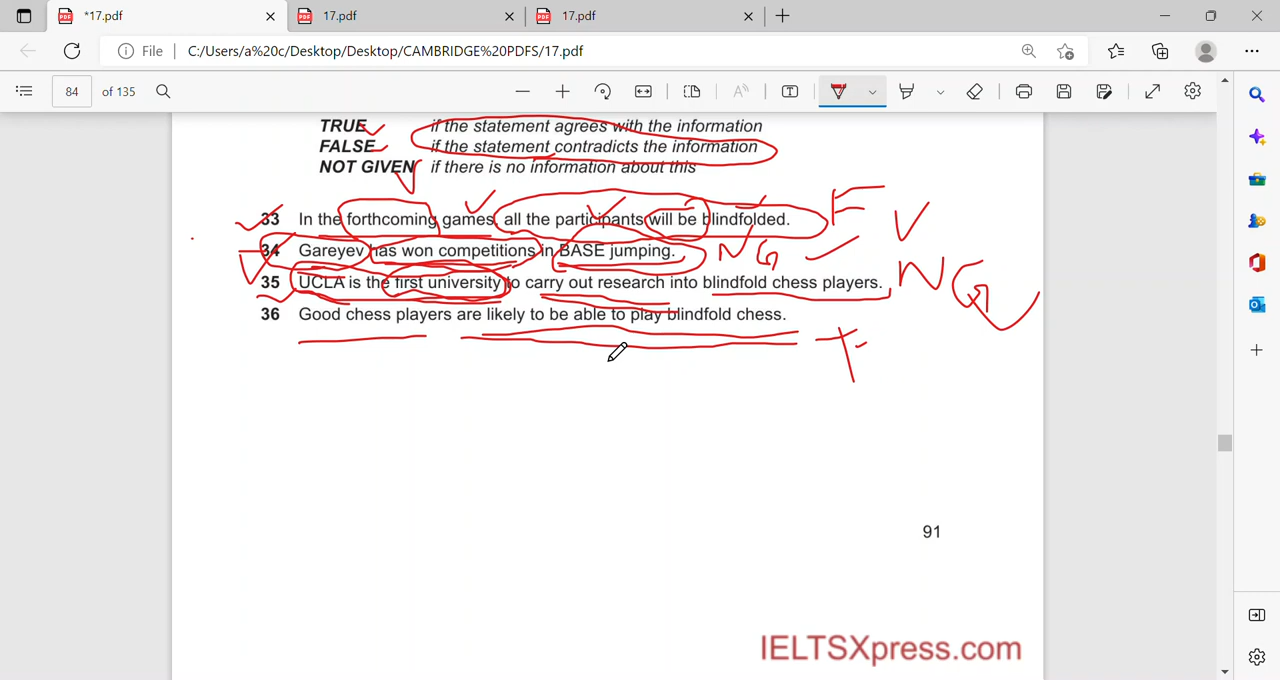 *17.pdf
17.pdf
17.pdf
File C:/Users/a%20c/Desktop/Desktop/CAMBRIDGE%20PDFS/17.pdf
84 of 135
TRUE if the statement agrees with the information
FALSE if the statement contradicts the information
NOT GIVEN if there is no information about this
33 In the forthcoming games, all the participants will be blindfolded. F
34 Gareyev has won competitions in BASE jumping. NG
35 UCLA is the first university to carry out research into blindfold chess players. NG
36 Good chess players are likely to be able to play blindfold chess. T
91
IELTSXpress.com